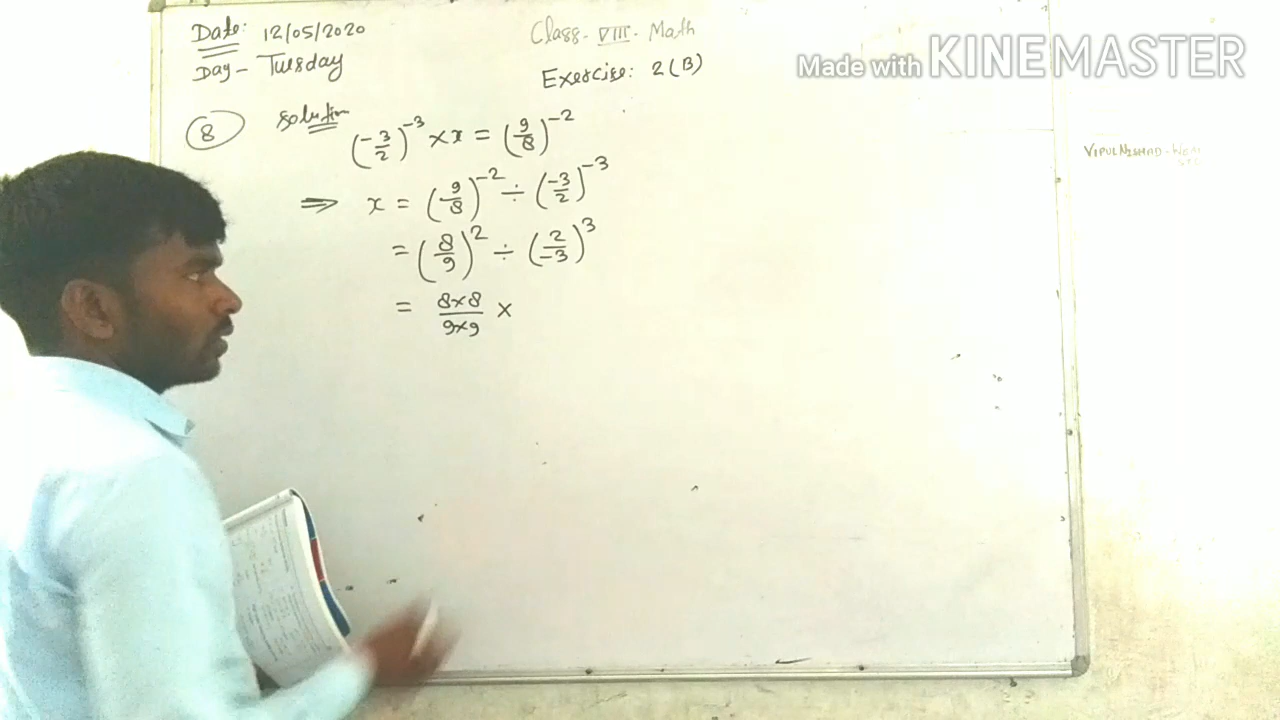 Date: 12/05/2020
Day- Tuesday
Class- VIII- Math
Exercise: 2(B)
Made with KINEMASTER
8 Solution
(-3/2)^-3 × x = (9/8)^-2
⇒ x = (9/8)^-2 ÷ (-3/2)^-3
= (8/9)^2 ÷ (2/-3)^3
= 8×8/9×9 ×
VIPUL NISHAD